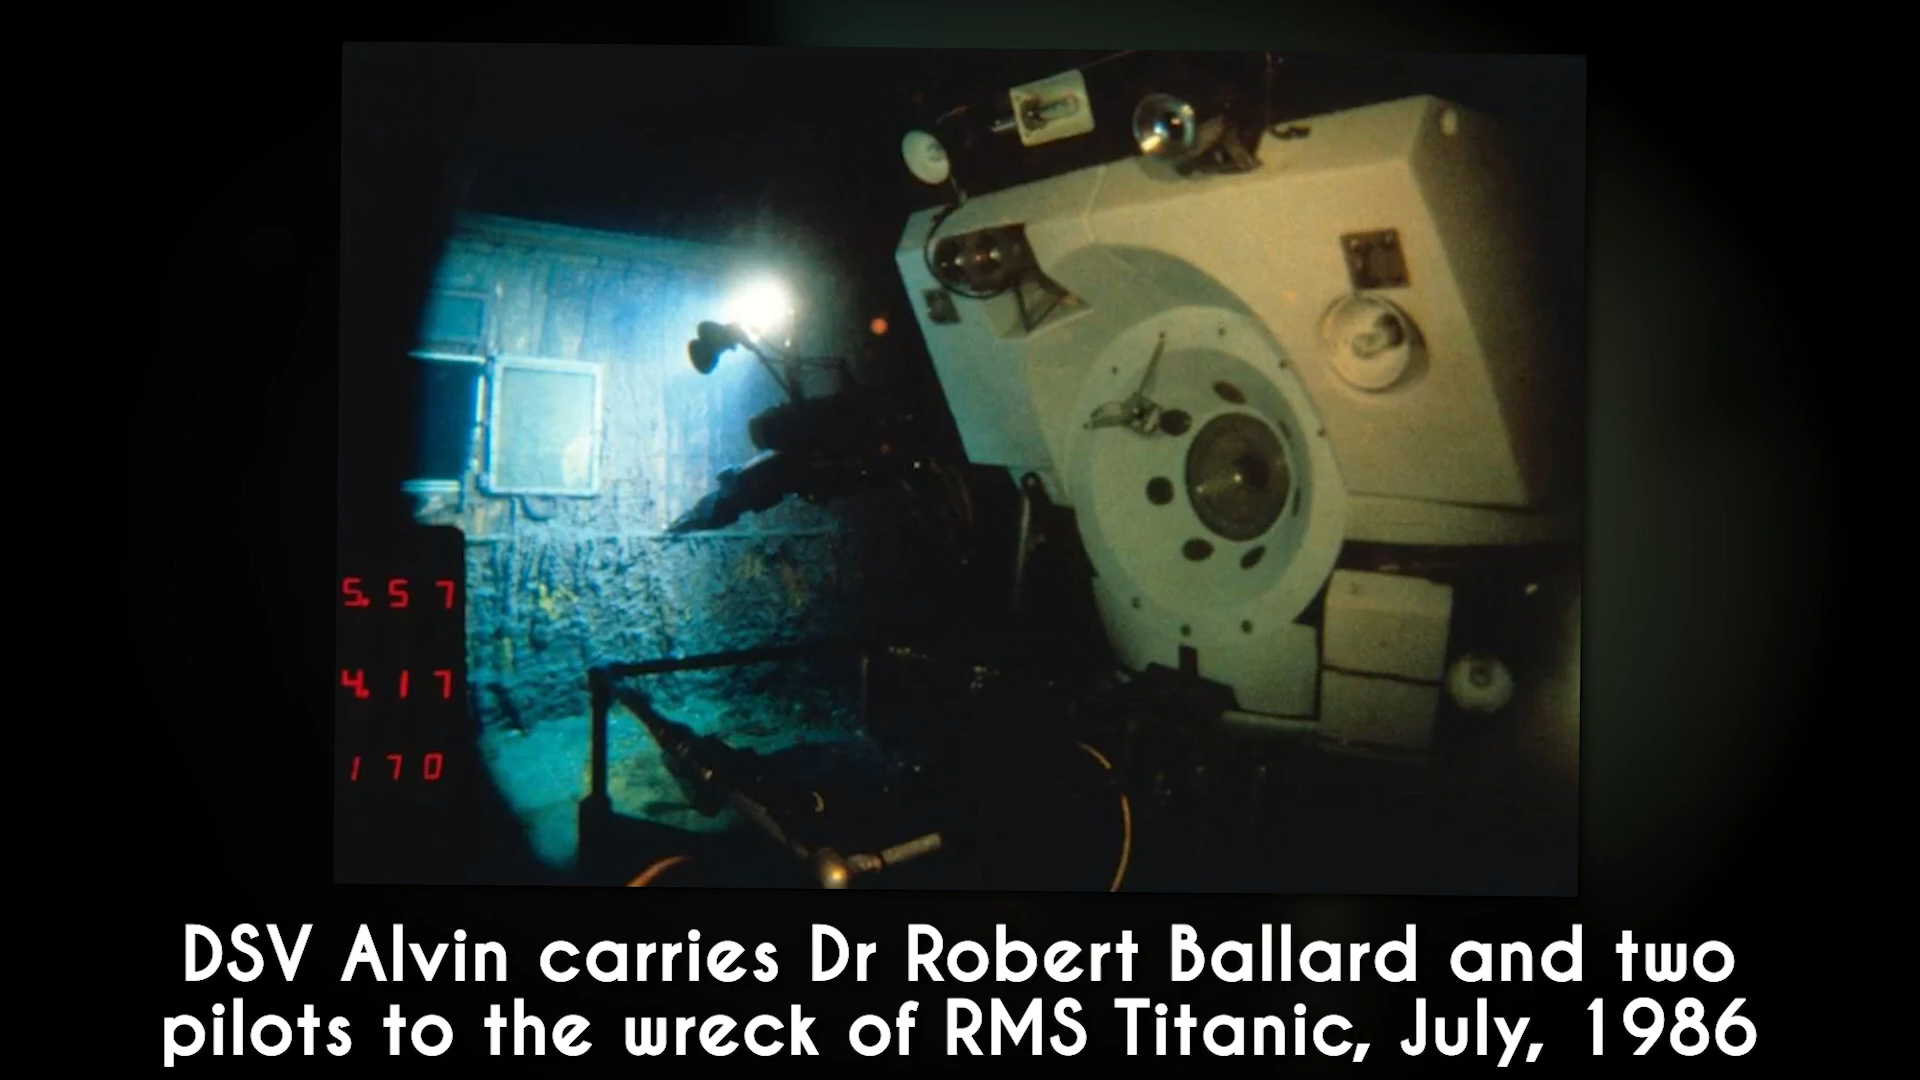 5.57
4.17
170
DSV Alvin carries Dr Robert Ballard and two
pilots to the wreck of RMS Titanic, July, 1986